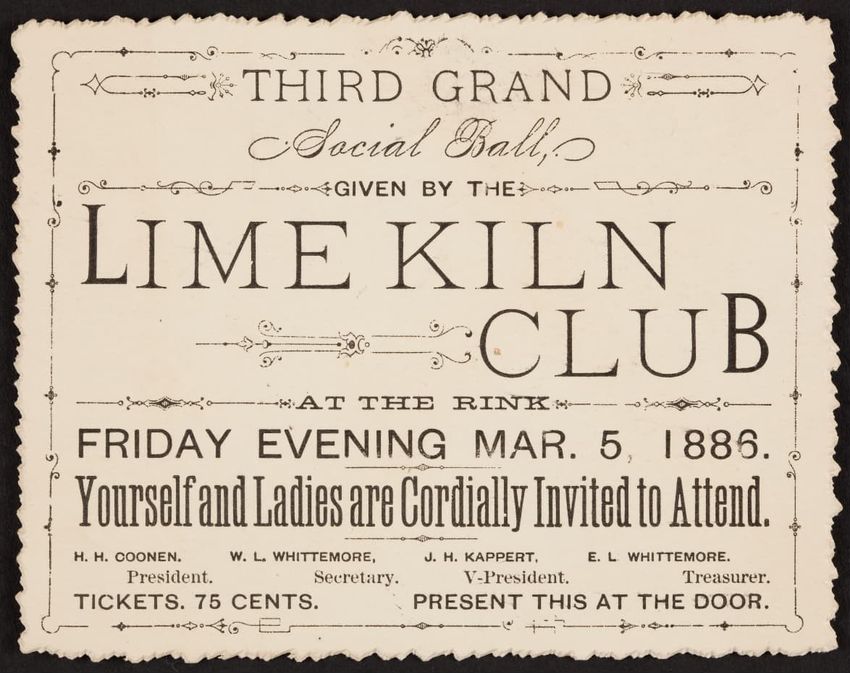 THIRD GRAND
Social Ball,
GIVEN BY THE
LIME KILN
CLUB
AT THE RINK
FRIDAY EVENING MAR. 5, 1886.
Yourself and Ladies are Cordially Invited to Attend.
H. H. COONEN, W. L. WHITTEMORE, J. H. KAPPERT, E. L. WHITTEMORE.
President. Secretary. V-President. Treasurer.
TICKETS. 75 CENTS. PRESENT THIS AT THE DOOR.